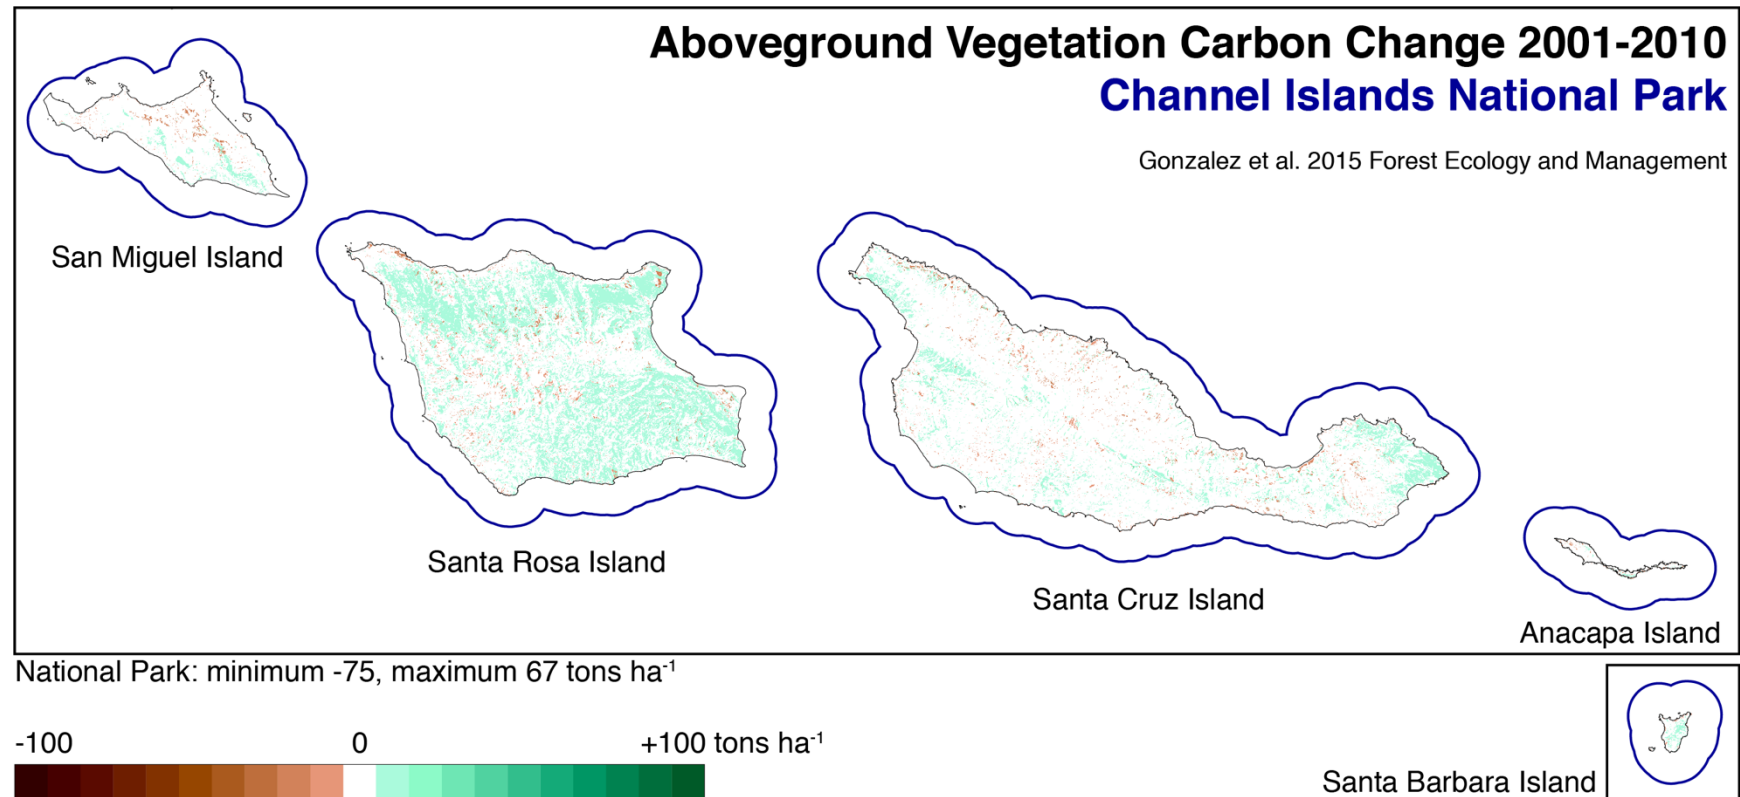 Aboveground Vegetation Carbon Change 2001-2010
Channel Islands National Park
Gonzalez et al. 2015 Forest Ecology and Management
San Miguel Island
Santa Rosa Island
Santa Cruz Island
Anacapa Island
National Park: minimum -75, maximum 67 tons ha⁻¹
-100 0 +100 tons ha⁻¹
Santa Barbara Island